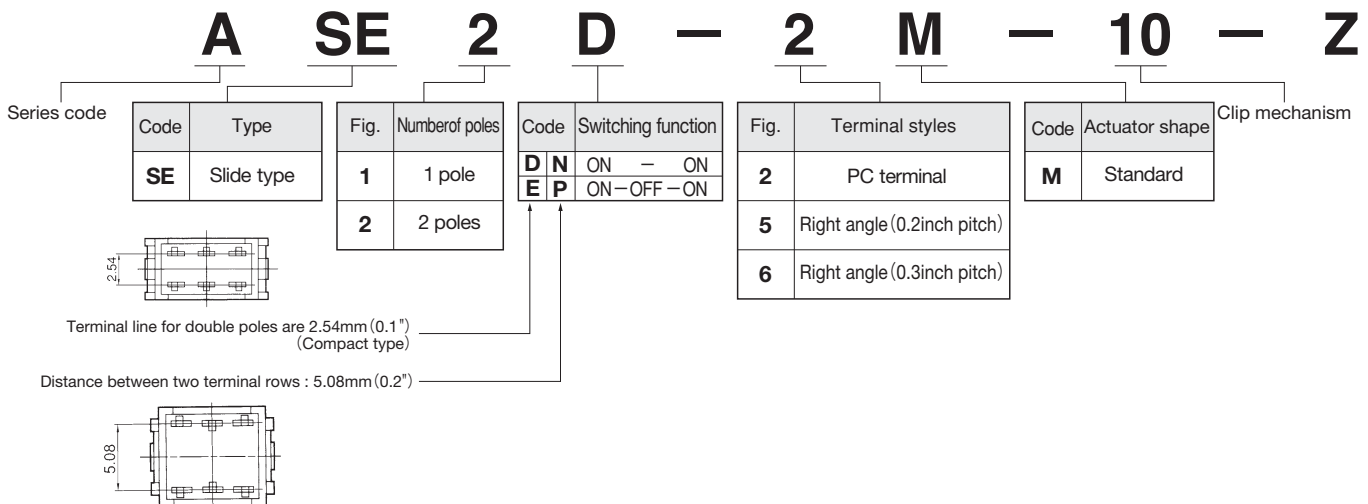 A SE 2 D － 2 M － 10 － Z
Series code
Clip mechanism
Code Type
SE Slide type
Fig. Numberof poles
1 1 pole
2 2 poles
Code Switching function
D N ON － ON
E P ON－OFF－ON
Fig. Terminal styles
2 PC terminal
5 Right angle(0.2inch pitch)
6 Right angle(0.3inch pitch)
Code Actuator shape
M Standard
2.54
Terminal line for double poles are 2.54mm(0.1")
(Compact type)
Distance between two terminal rows : 5.08mm(0.2")
5.08